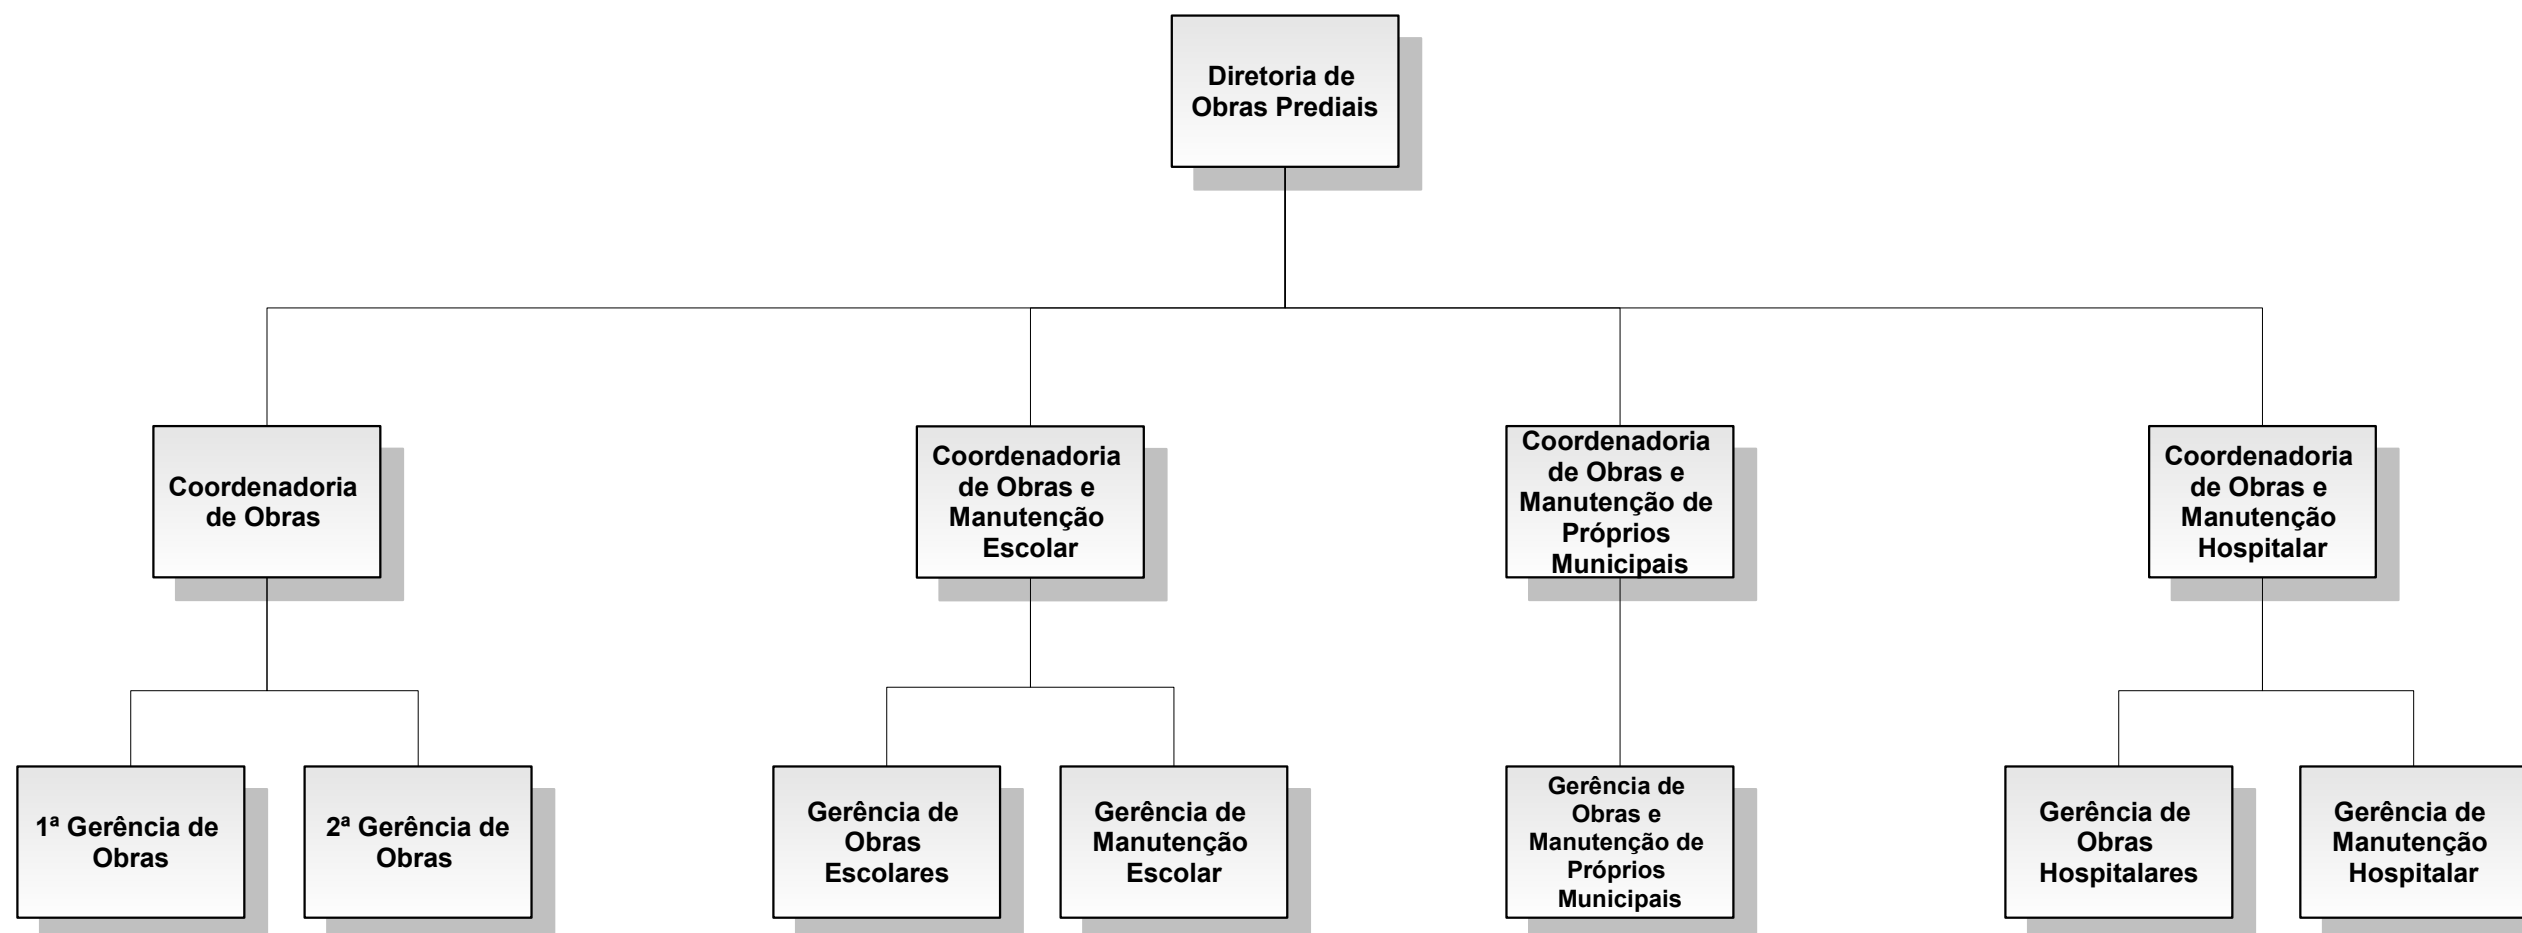 Diretoria de
Obras Prediais
Coordenadoria
de Obras
Coordenadoria
de Obras e
Manutenção
Escolar
Coordenadoria
de Obras e
Manutenção de
Próprios
Municipais
Coordenadoria
de Obras e
Manutenção
Hospitalar
1ª Gerência de
Obras
2ª Gerência de
Obras
Gerência de
Obras
Escolares
Gerência de
Manutenção
Escolar
Gerência de
Obras e
Manutenção de
Próprios
Municipais
Gerência de
Obras
Hospitalares
Gerência de
Manutenção
Hospitalar